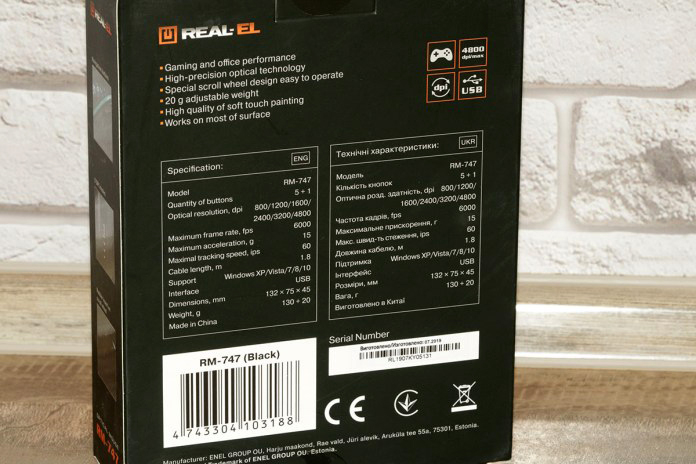 REAL-EL
Gaming and office performance
High-precision optical technology
Special scroll wheel design easy to operate
20 g adjustable weight
High quality of soft touch painting
Works on most of surface
4800
dpi/max
dpi
USB
Specification: ENG
Model RM-747
Quantity of buttons 5 + 1
Optical resolution, dpi 800/1200/1600/
2400/3200/4800
Maximum frame rate, fps 6000
Maximum acceleration, g 15
Maximal tracking speed, ips 60
Cable length, m 1.8
Support Windows XP/Vista/7/8/10
Interface USB
Dimensions, mm 132 × 75 × 45
Weight, g 130 + 20
Made in China
Технічні характеристики: UKR
Модель RM-747
Кількість кнопок 5 + 1
Оптична розд. здатність, dpi 800/1200/
1600/2400/3200/4800
Частота кадрів, fps 6000
Максимальне прискорення, г 15
Макс. швид-ть стеження, ips 60
Довжина кабелю, м 1.8
Підтримка Windows XP/Vista/7/8/10
Інтерфейс USB
Розміри, мм 132 × 75 × 45
Вага, г 130 + 20
Виготовлено в Китаї
RM-747 (Black)
4 743304 103188
Serial Number
Виготовлено/Изготовлено: 07.2019
RL1907KY05131
CE
Manufacturer: ENEL GROUP OU. Harju maakond, Rae vald, Jüri alevik, Aruküla tee 55a, 75301, Estonia.
Trademark of ENEL GROUP OU, Estonia.
RM-747